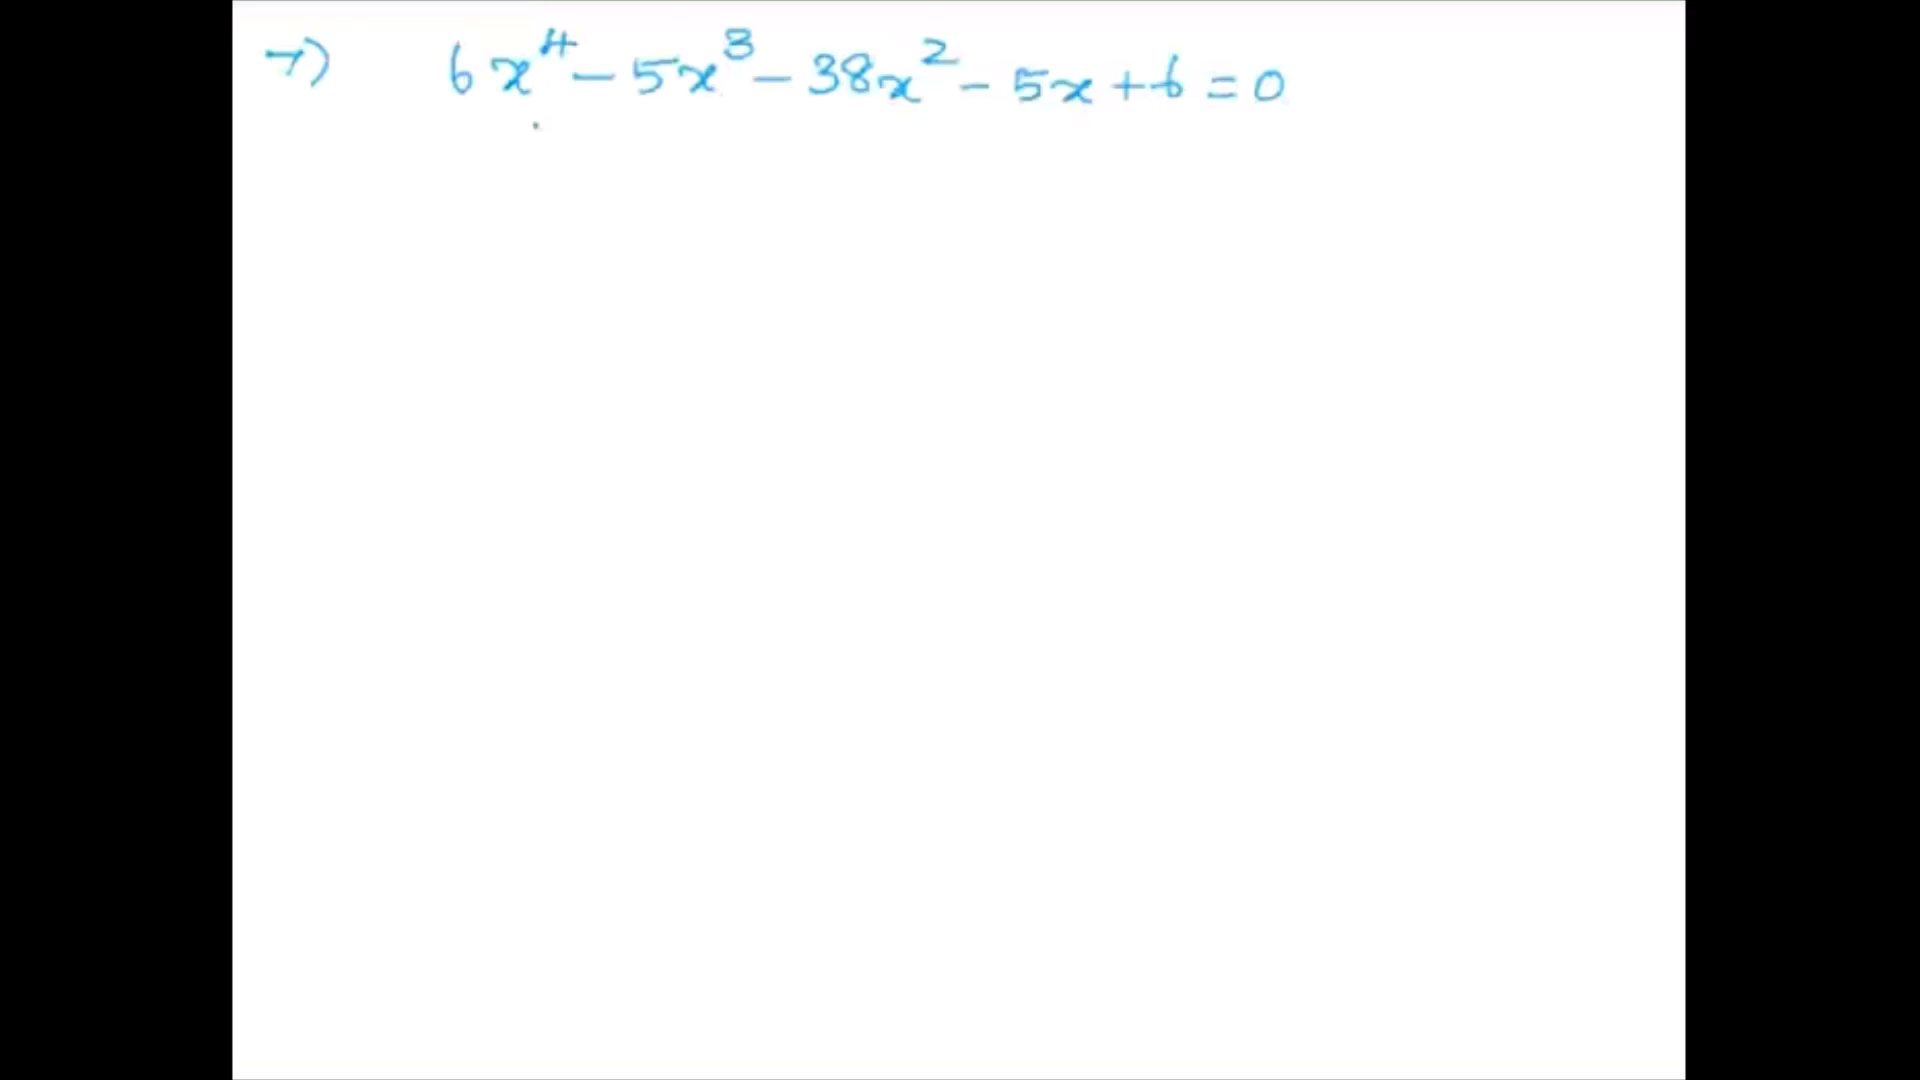 7) 6x⁴ - 5x³ - 38x² - 5x + 6 = 0